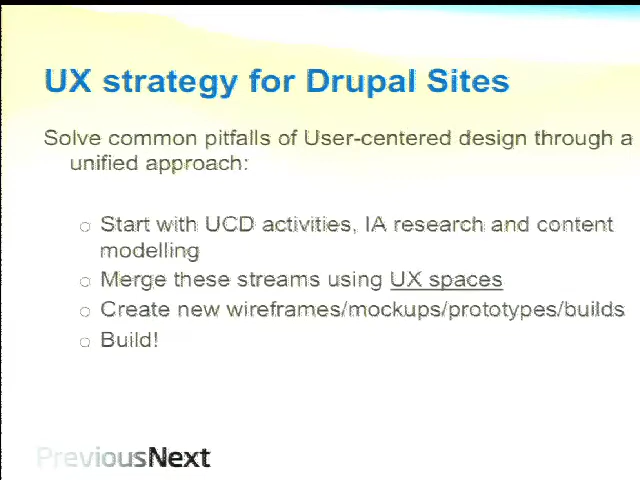 UX strategy for Drupal Sites
Solve common pitfalls of User-centered design through a
unified approach:
○ Start with UCD activities, IA research and content
modelling
○ Merge these streams using UX spaces
○ Create new wireframes/mockups/prototypes/builds
○ Build!
PreviousNext